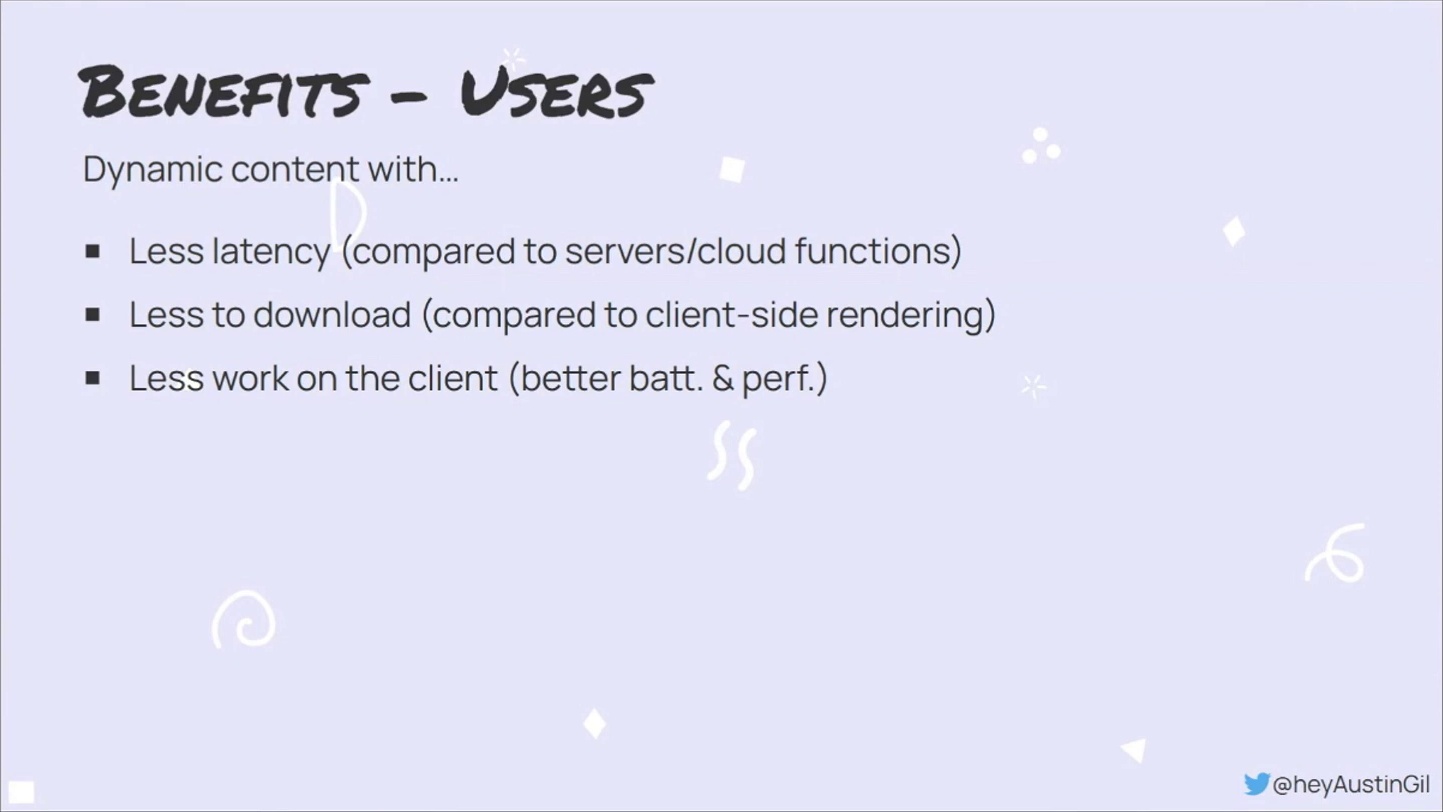 Benefits - Users
Dynamic content with...
▪ Less latency (compared to servers/cloud functions)
▪ Less to download (compared to client-side rendering)
▪ Less work on the client (better batt. & perf.)
@heyAustinGil